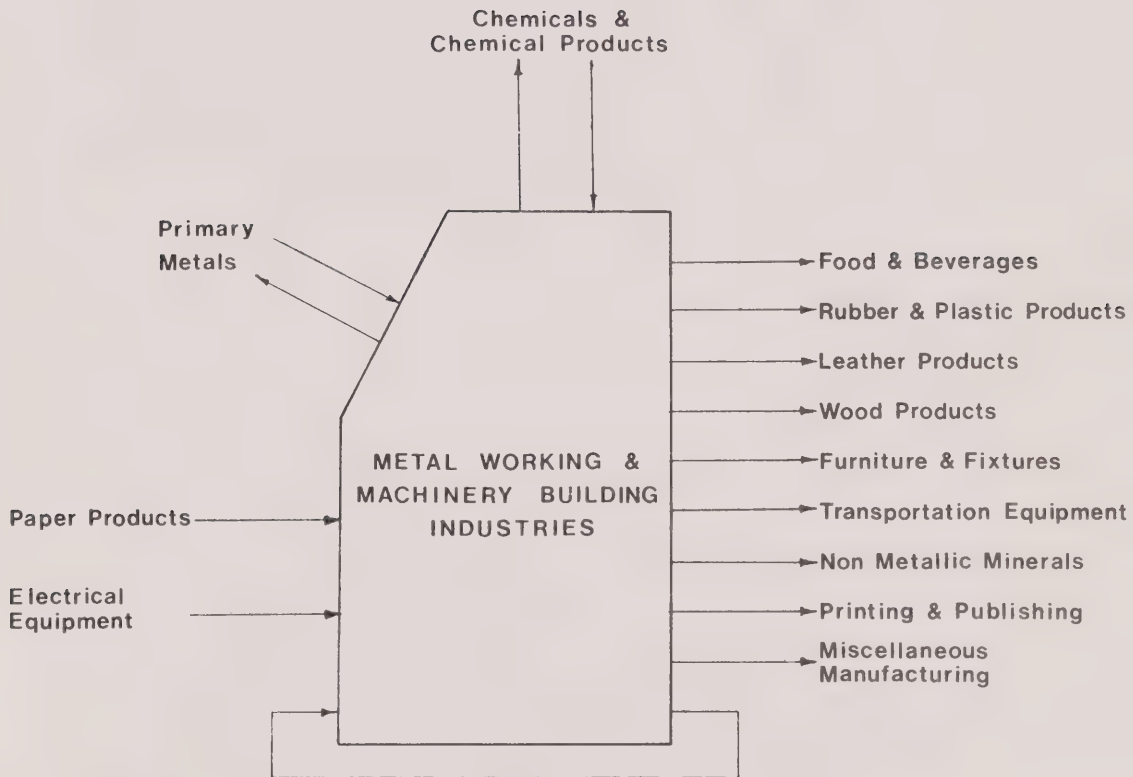 Chemicals &
Chemical Products
Primary
Metals
Food & Beverages
Rubber & Plastic Products
Leather Products
Wood Products
METAL WORKING &
MACHINERY BUILDING
INDUSTRIES
Furniture & Fixtures
Paper Products
Transportation Equipment
Non Metallic Minerals
Electrical
Equipment
Printing & Publishing
Miscellaneous
Manufacturing